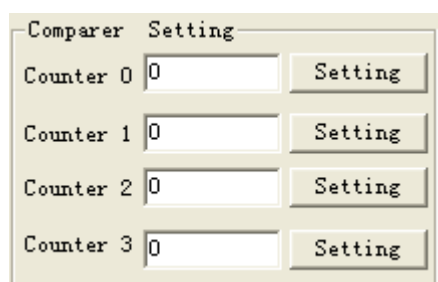 Comparer Setting
Counter 0 0 Setting
Counter 1 0 Setting
Counter 2 0 Setting
Counter 3 0 Setting